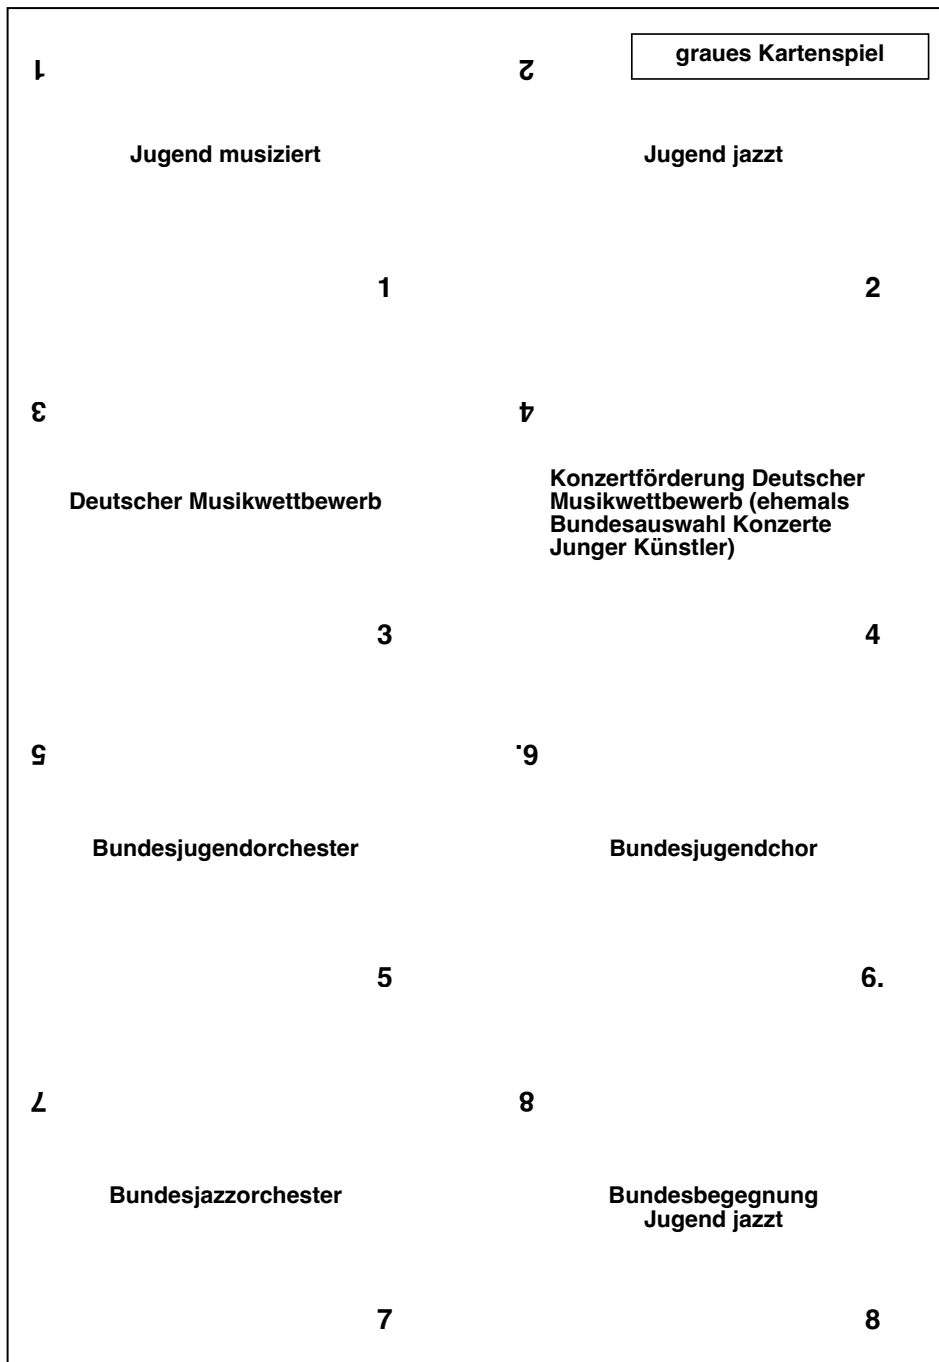 graues Kartenspiel
1
2
Jugend musiziert
Jugend jazzt
1
2
3
4
Deutscher Musikwettbewerb
Konzertförderung Deutscher
Musikwettbewerb (ehemals
Bundesauswahl Konzerte
Junger Künstler)
3
4
5
6.
Bundesjugendorchester
Bundesjugendchor
5
6.
7
8
Bundesjazzorchester
Bundesbegegnung
Jugend jazzt
7
8